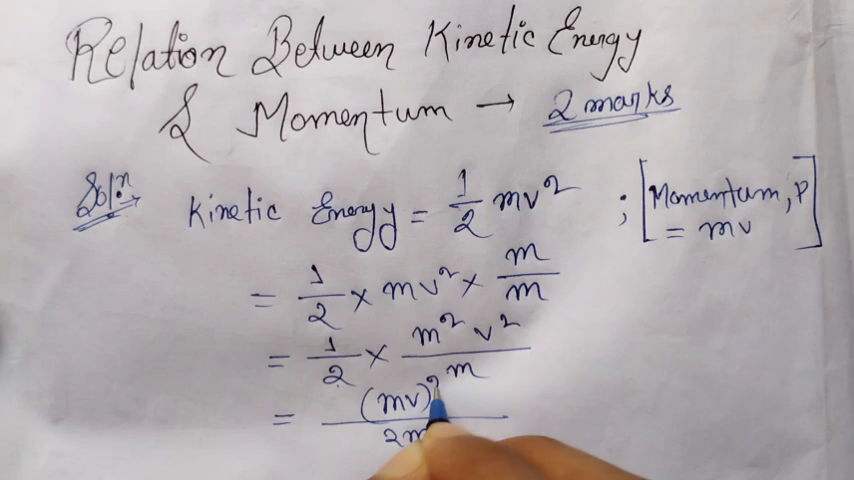 Relation Between Kinetic Energy
& Momentum → 2 marks
Solⁿ: Kinetic Energy = 1/2 mv² ; [Momentum, P = mv]
= 1/2 × mv² × m/m
= 1/2 × m²v²/m
= (mv)²/2m